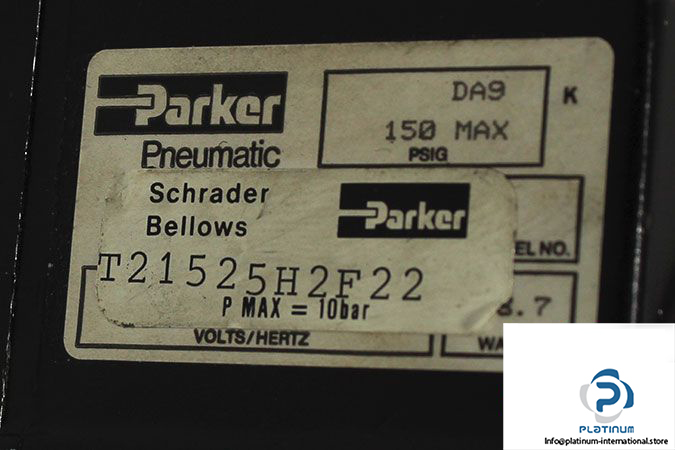 Parker
Pneumatic
DA9
K
150 MAX
PSIG
Schrader
Bellows
Parker
EL NO.
T21525H2F22
P MAX = 10bar
8.7
VOLTS/HERTZ
WA
PLATINUM
Info@platinum-international.store